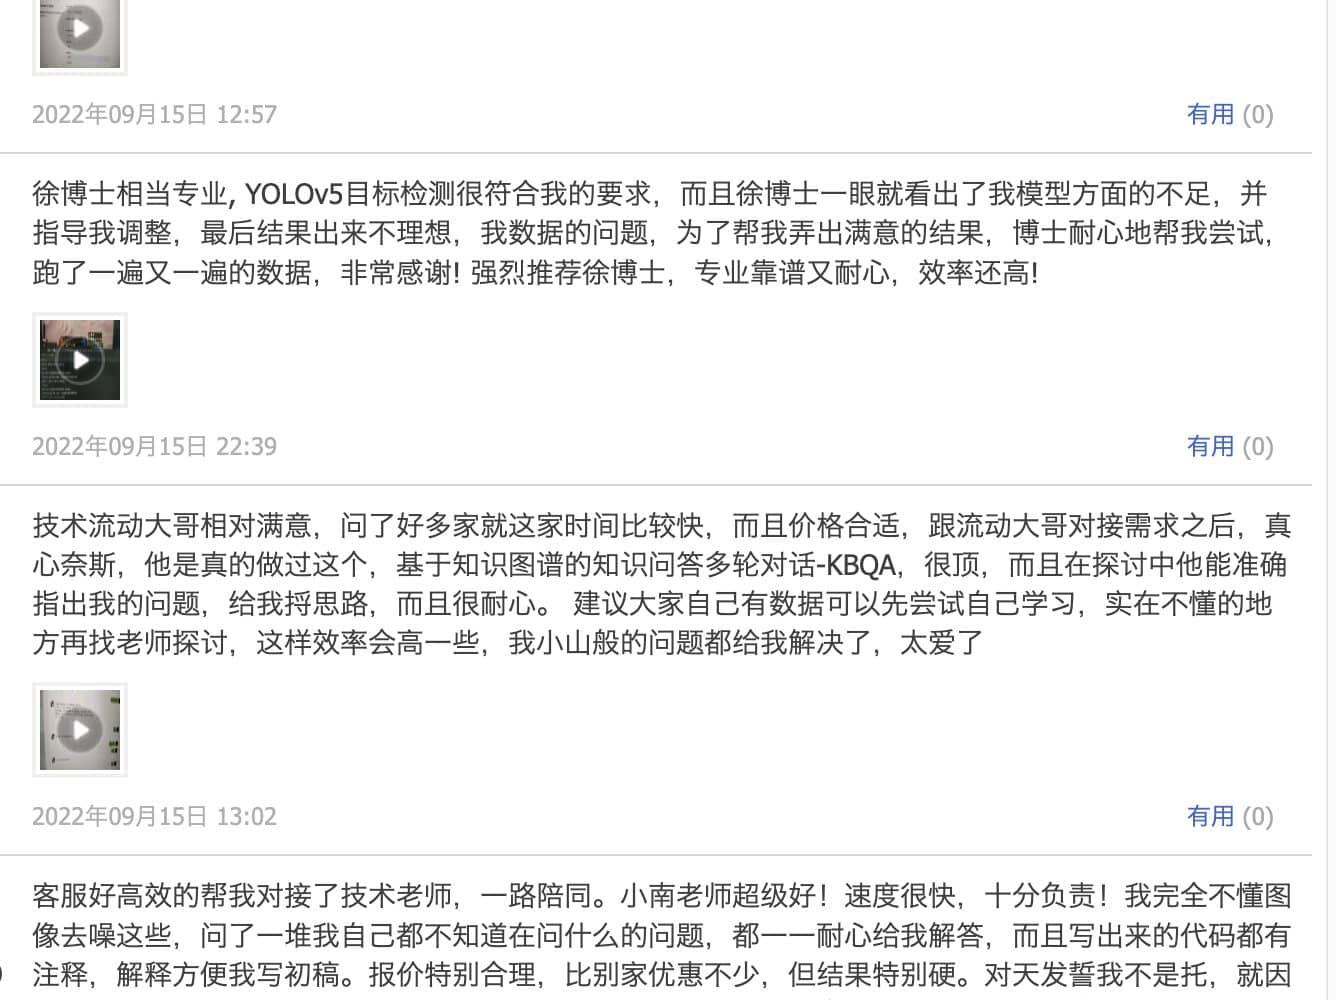 2022年09月15日 12:57 有用 (0)
徐博士相当专业, YOLOv5目标检测很符合我的要求，而且徐博士一眼就看出了我模型方面的不足，并
指导我调整，最后结果出来不理想，我数据的问题，为了帮我弄出满意的结果，博士耐心地帮我尝试，
跑了一遍又一遍的数据，非常感谢! 强烈推荐徐博士，专业靠谱又耐心，效率还高!
2022年09月15日 22:39 有用 (0)
技术流动大哥相对满意，问了好多家就这家时间比较快，而且价格合适，跟流动大哥对接需求之后，真
心奈斯，他是真的做过这个，基于知识图谱的知识问答多轮对话-KBQA，很顶，而且在探讨中他能准确
指出我的问题，给我捋思路，而且很耐心。 建议大家自己有数据可以先尝试自己学习，实在不懂的地
方再找老师探讨，这样效率会高一些，我小山般的问题都给我解决了，太爱了
2022年09月15日 13:02 有用 (0)
客服好高效的帮我对接了技术老师，一路陪同。小南老师超级好！速度很快，十分负责！我完全不懂图
像去噪这些，问了一堆我自己都不知道在问什么的问题，都一一耐心给我解答，而且写出来的代码都有
注释，解释方便我写初稿。报价特别合理，比别家优惠不少，但结果特别硬。对天发誓我不是托，就因